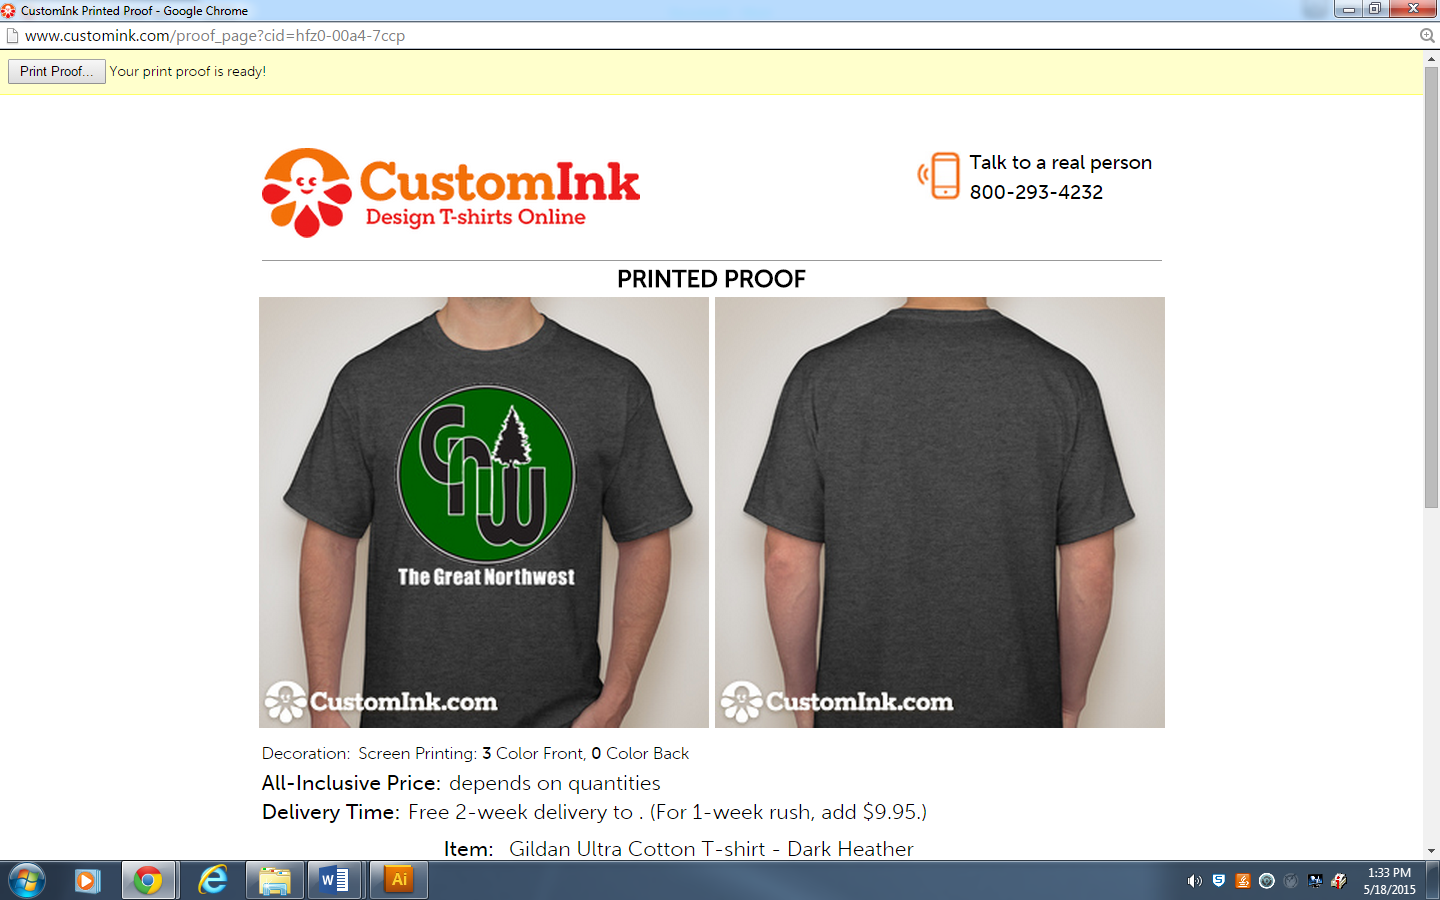 CustomInk Printed Proof - Google Chrome
www.customink.com/proof_page?cid=hfz0-00a4-7ccp
Print Proof... Your print proof is ready!
CustomInk
Design T-shirts Online
Talk to a real person
800-293-4232
PRINTED PROOF
Gnw
The Great Northwest
CustomInk.com
CustomInk.com
Decoration: Screen Printing: 3 Color Front, 0 Color Back
All-Inclusive Price: depends on quantities
Delivery Time: Free 2-week delivery to . (For 1-week rush, add $9.95.)
Item: Gildan Ultra Cotton T-shirt - Dark Heather
W
Ai
1:33 PM
5/18/2015